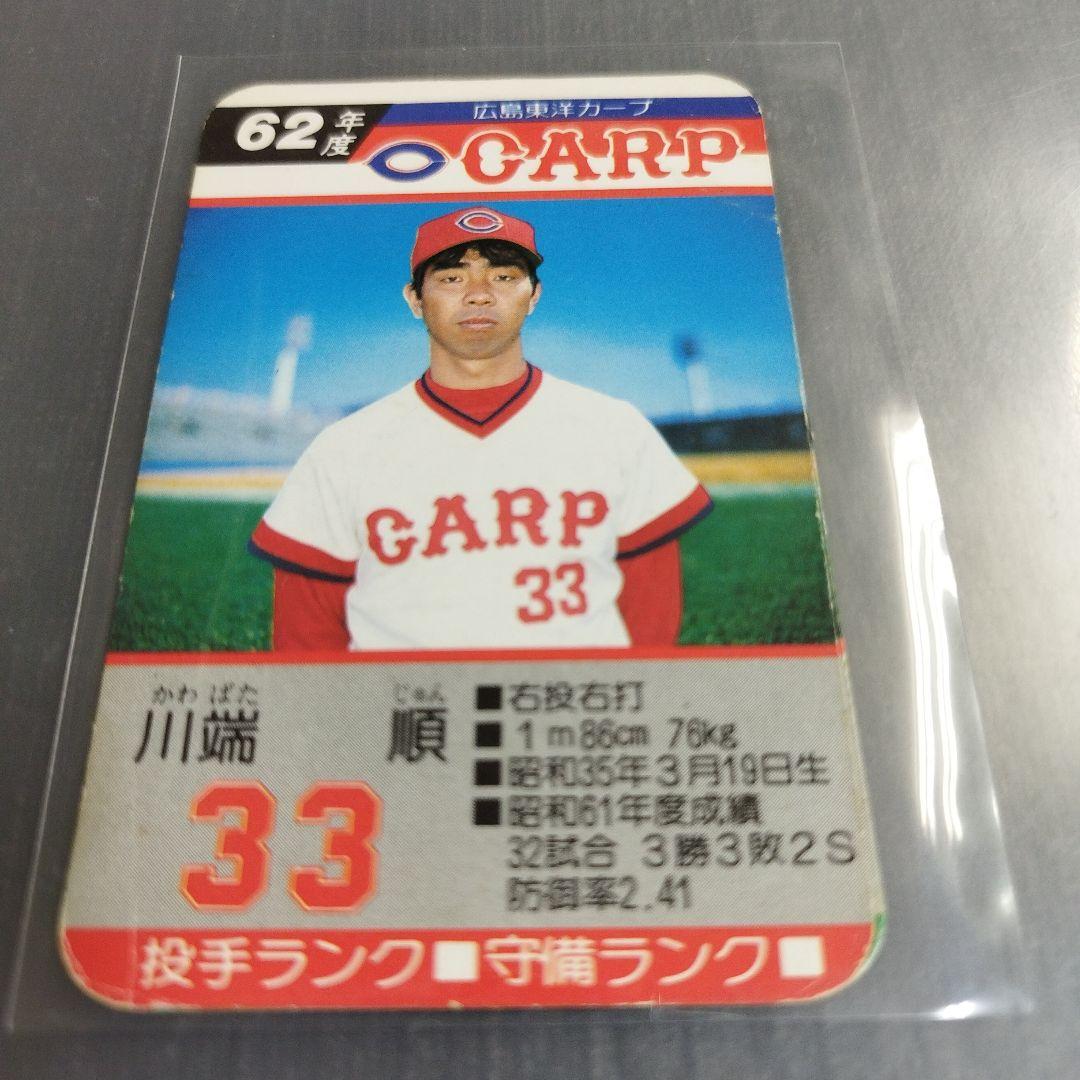 62年度
広島東洋カープ
CARP
CARP
33
かわ ばた じゅん
川端 順
33
■右投右打
■1m86cm 76kg
■昭和35年3月19日生
■昭和61年度成績
32試合 3勝3敗2S
防御率2.41
投手ランク■守備ランク■